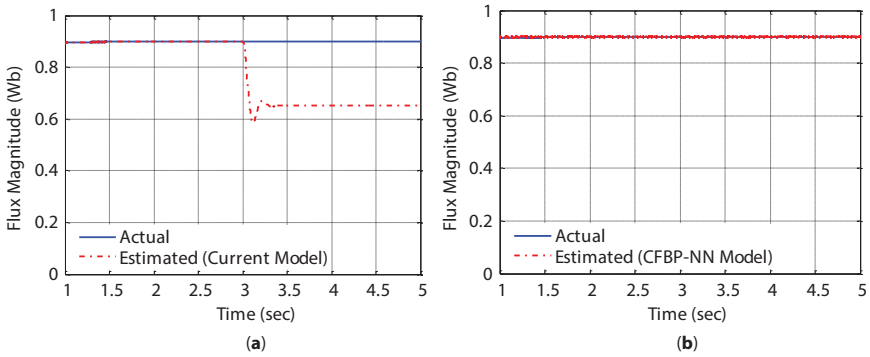 Flux Magnitude (Wb)
1
0.8
0.6
0.4
0.2
0
Actual
Estimated (Current Model)
1 1.5 2 2.5 3 3.5 4 4.5 5
Time (sec)
(a)
Flux Magnitude (Wb)
1
0.8
0.6
0.4
0.2
0
Actual
Estimated (CFBP-NN Model)
1 1.5 2 2.5 3 3.5 4 4.5 5
Time (sec)
(b)